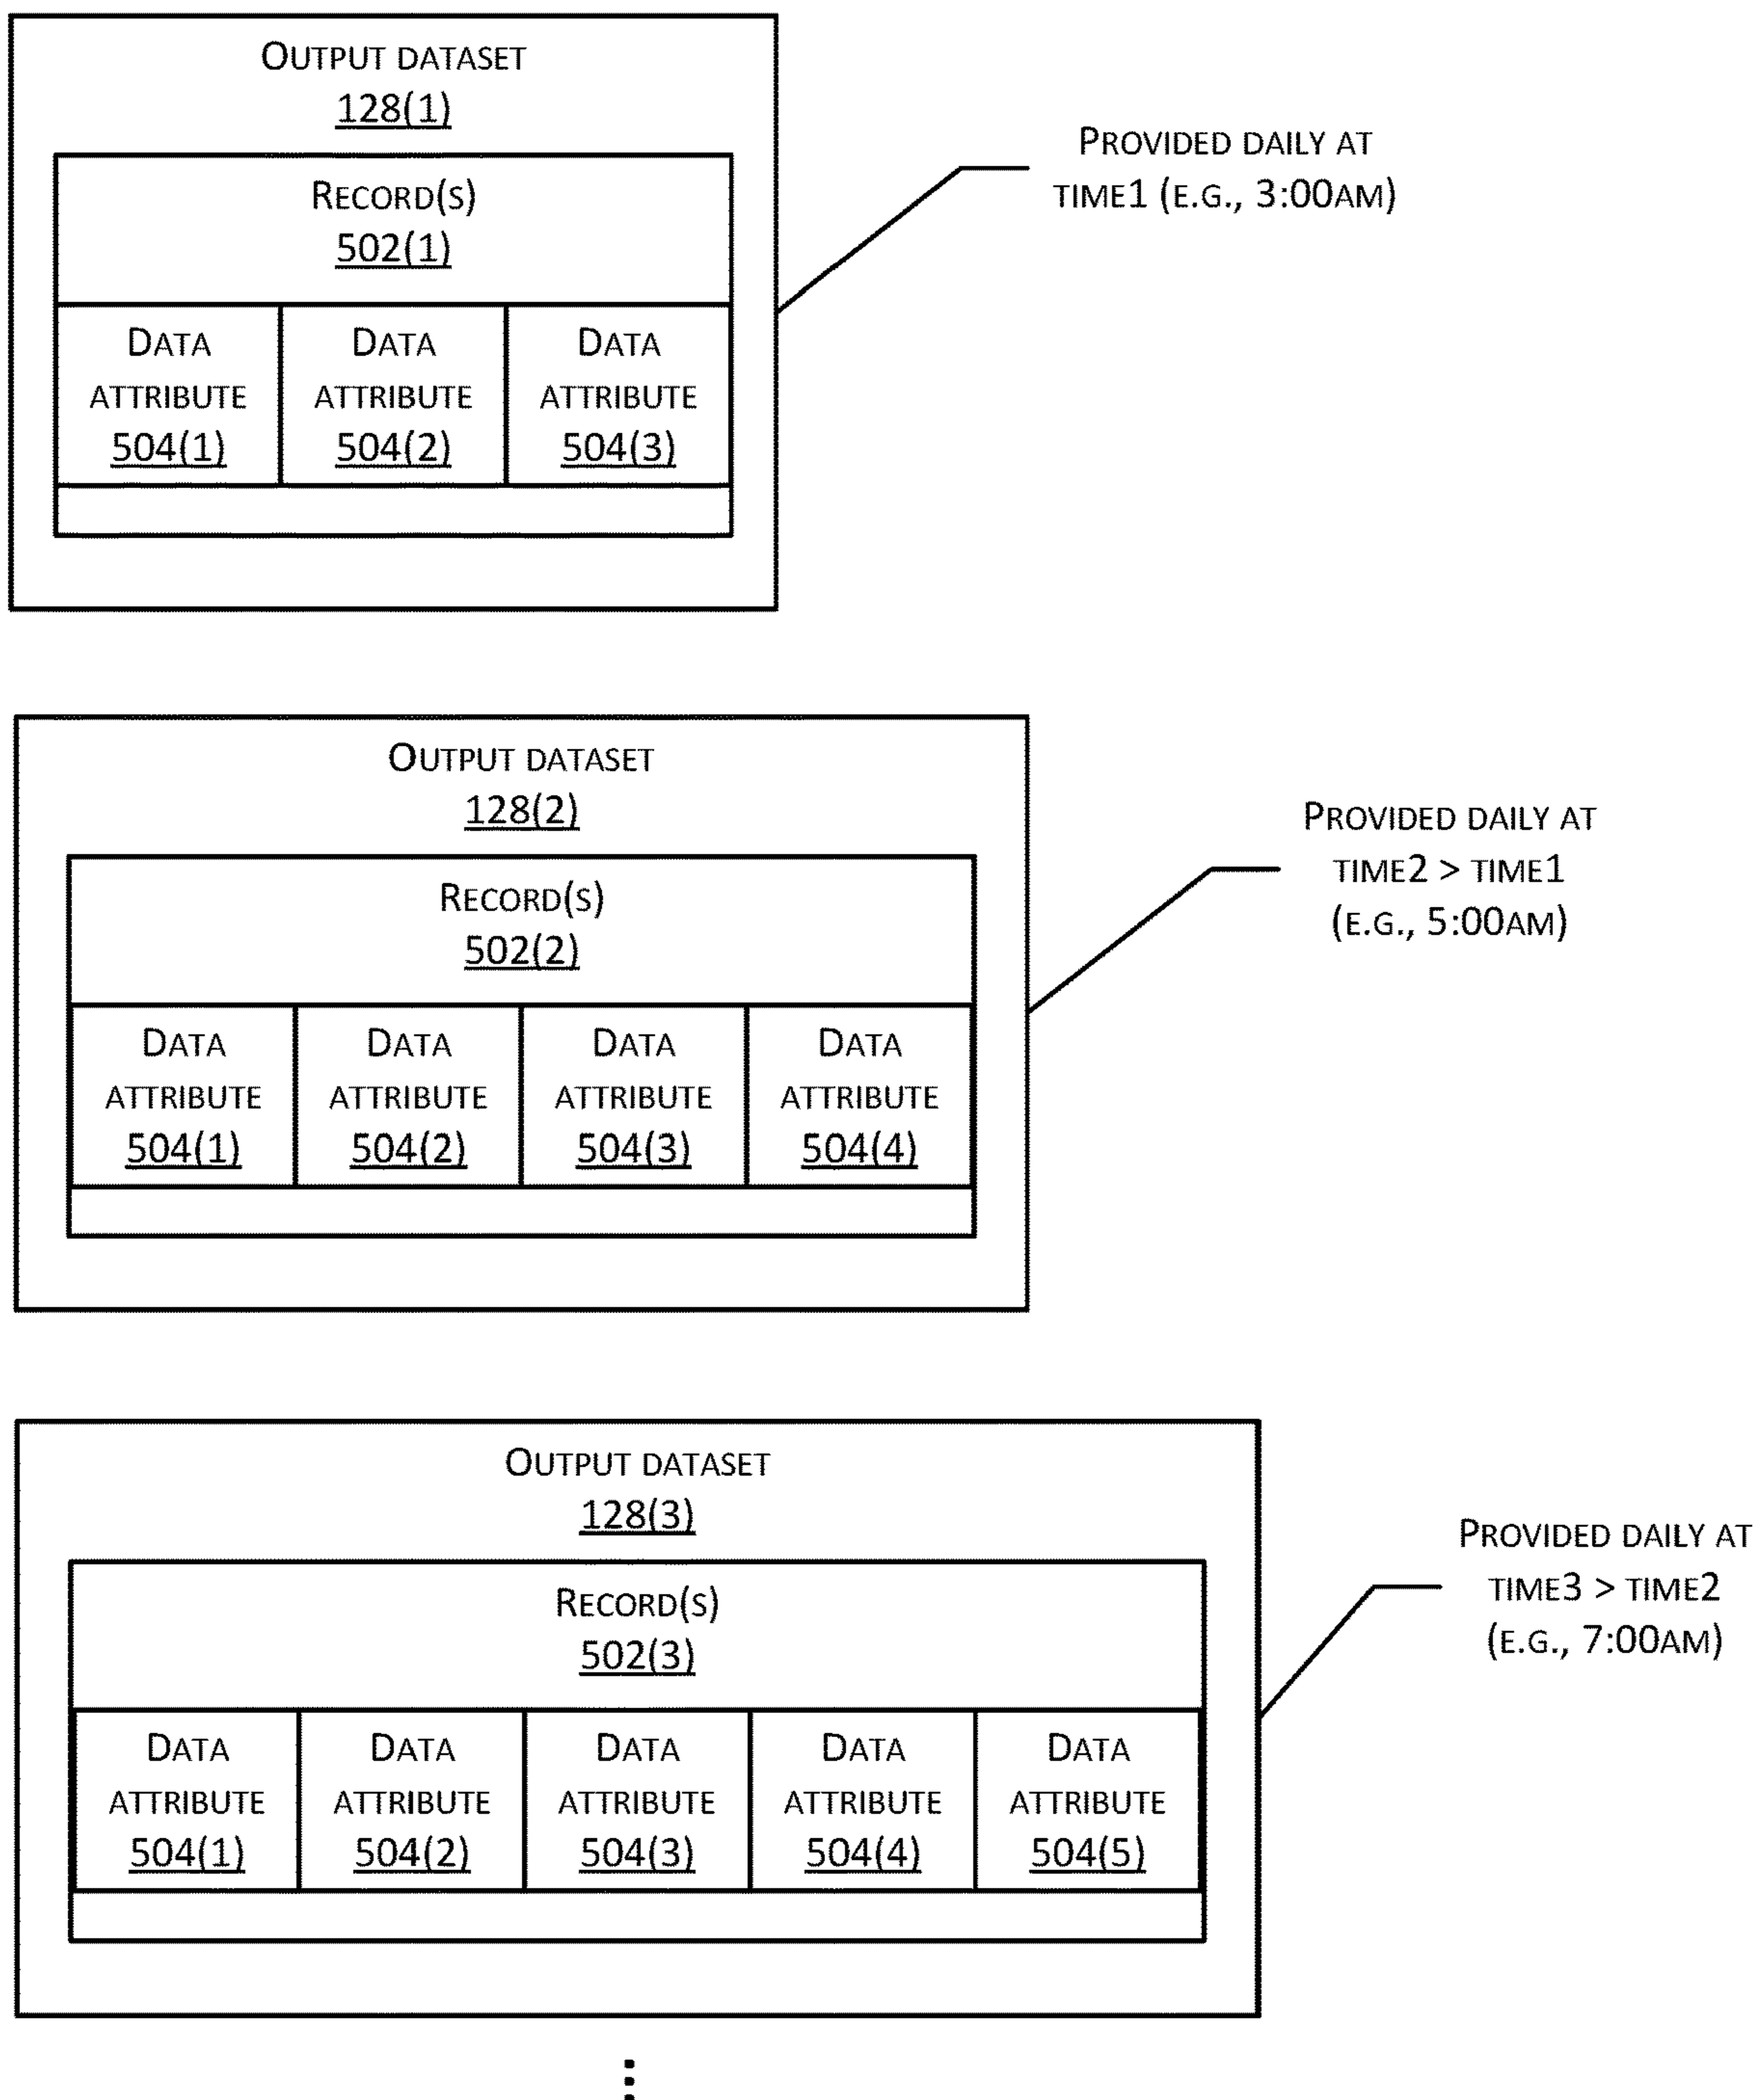 OUTPUT DATASET
128(1)
RECORD(S)
502(1)
DATA ATTRIBUTE 504(1)
DATA ATTRIBUTE 504(2)
DATA ATTRIBUTE 504(3)
PROVIDED DAILY AT
TIME1 (E.G., 3:00AM)
OUTPUT DATASET
128(2)
RECORD(S)
502(2)
DATA ATTRIBUTE 504(1)
DATA ATTRIBUTE 504(2)
DATA ATTRIBUTE 504(3)
DATA ATTRIBUTE 504(4)
PROVIDED DAILY AT
TIME2 > TIME1
(E.G., 5:00AM)
OUTPUT DATASET
128(3)
RECORD(S)
502(3)
DATA ATTRIBUTE 504(1)
DATA ATTRIBUTE 504(2)
DATA ATTRIBUTE 504(3)
DATA ATTRIBUTE 504(4)
DATA ATTRIBUTE 504(5)
PROVIDED DAILY AT
TIME3 > TIME2
(E.G., 7:00AM)